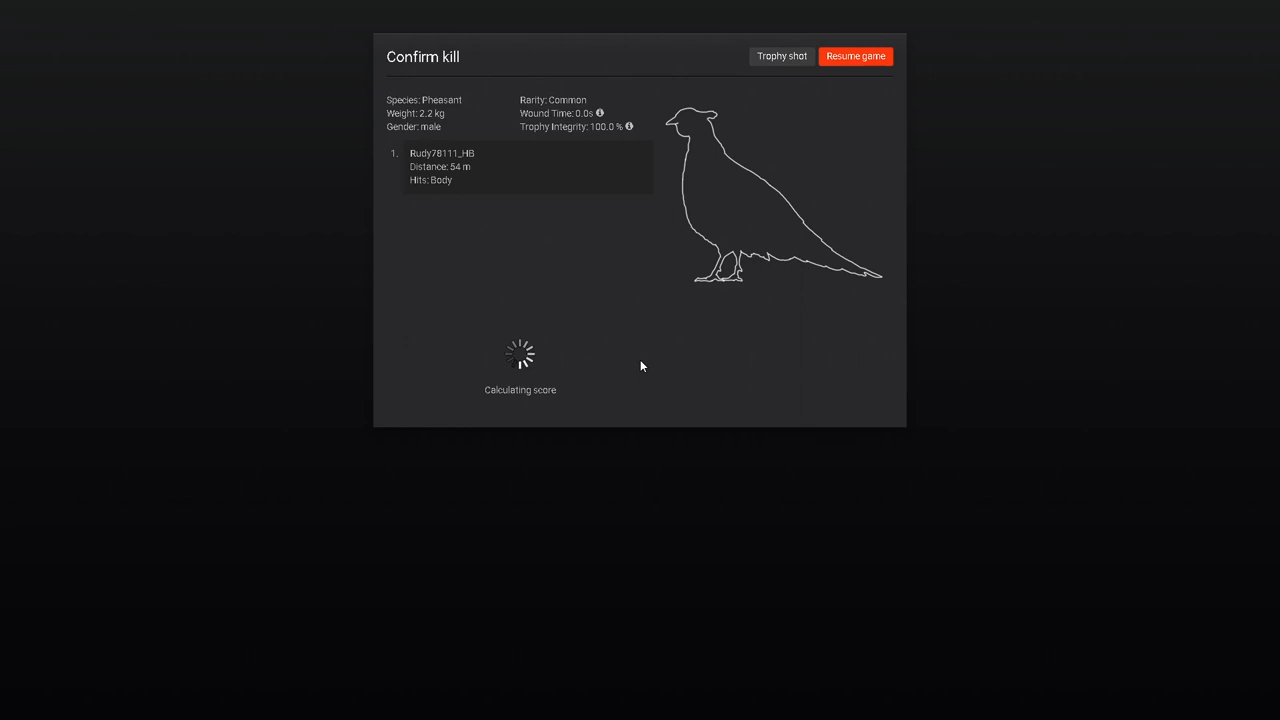 Confirm kill
Trophy shot
Resume game
Species: Pheasant
Rarity: Common
Weight: 2.2 kg
Wound Time: 0.0s
Gender: male
Trophy Integrity: 100.0 %
1. Rudy78111_HB
Distance: 54 m
Hits: Body
Calculating score